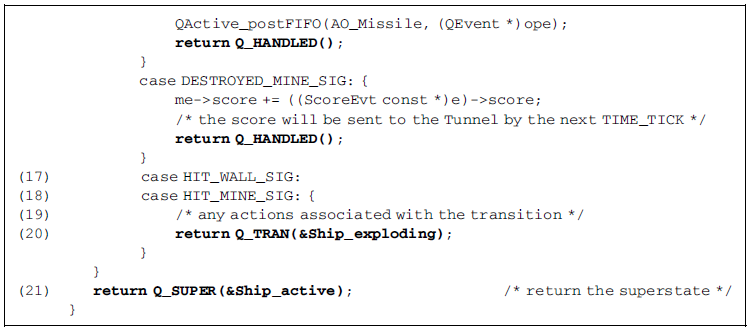 QActive_postFIFO(AO_Missile, (QEvent *)ope);
return Q_HANDLED();
}
case DESTROYED_MINE_SIG: {
me->score += ((ScoreEvt const *)e)->score;
/* the score will be sent to the Tunnel by the next TIME_TICK */
return Q_HANDLED();
}
(17) case HIT_WALL_SIG:
(18) case HIT_MINE_SIG: {
(19) /* any actions associated with the transition */
(20) return Q_TRAN(&Ship_exploding);
}
}
(21) return Q_SUPER(&Ship_active); /* return the superstate */
}